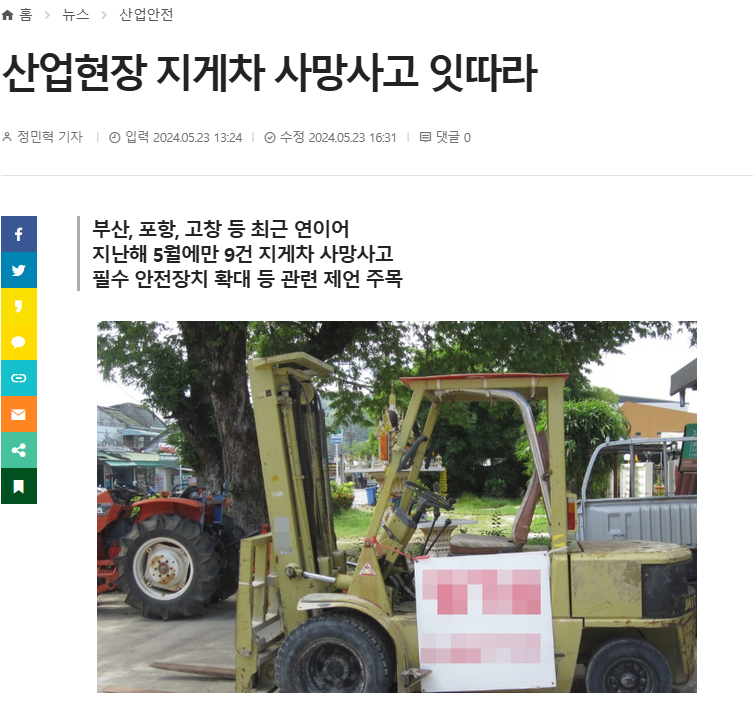 홈 > 뉴스 > 산업안전
산업현장 지게차 사망사고 잇따라
정민혁 기자 | 입력 2024.05.23 13:24 | 수정 2024.05.23 16:31 | 댓글 0
부산, 포항, 고창 등 최근 연이어
지난해 5월에만 9건 지게차 사망사고
필수 안전장치 확대 등 관련 제언 주목